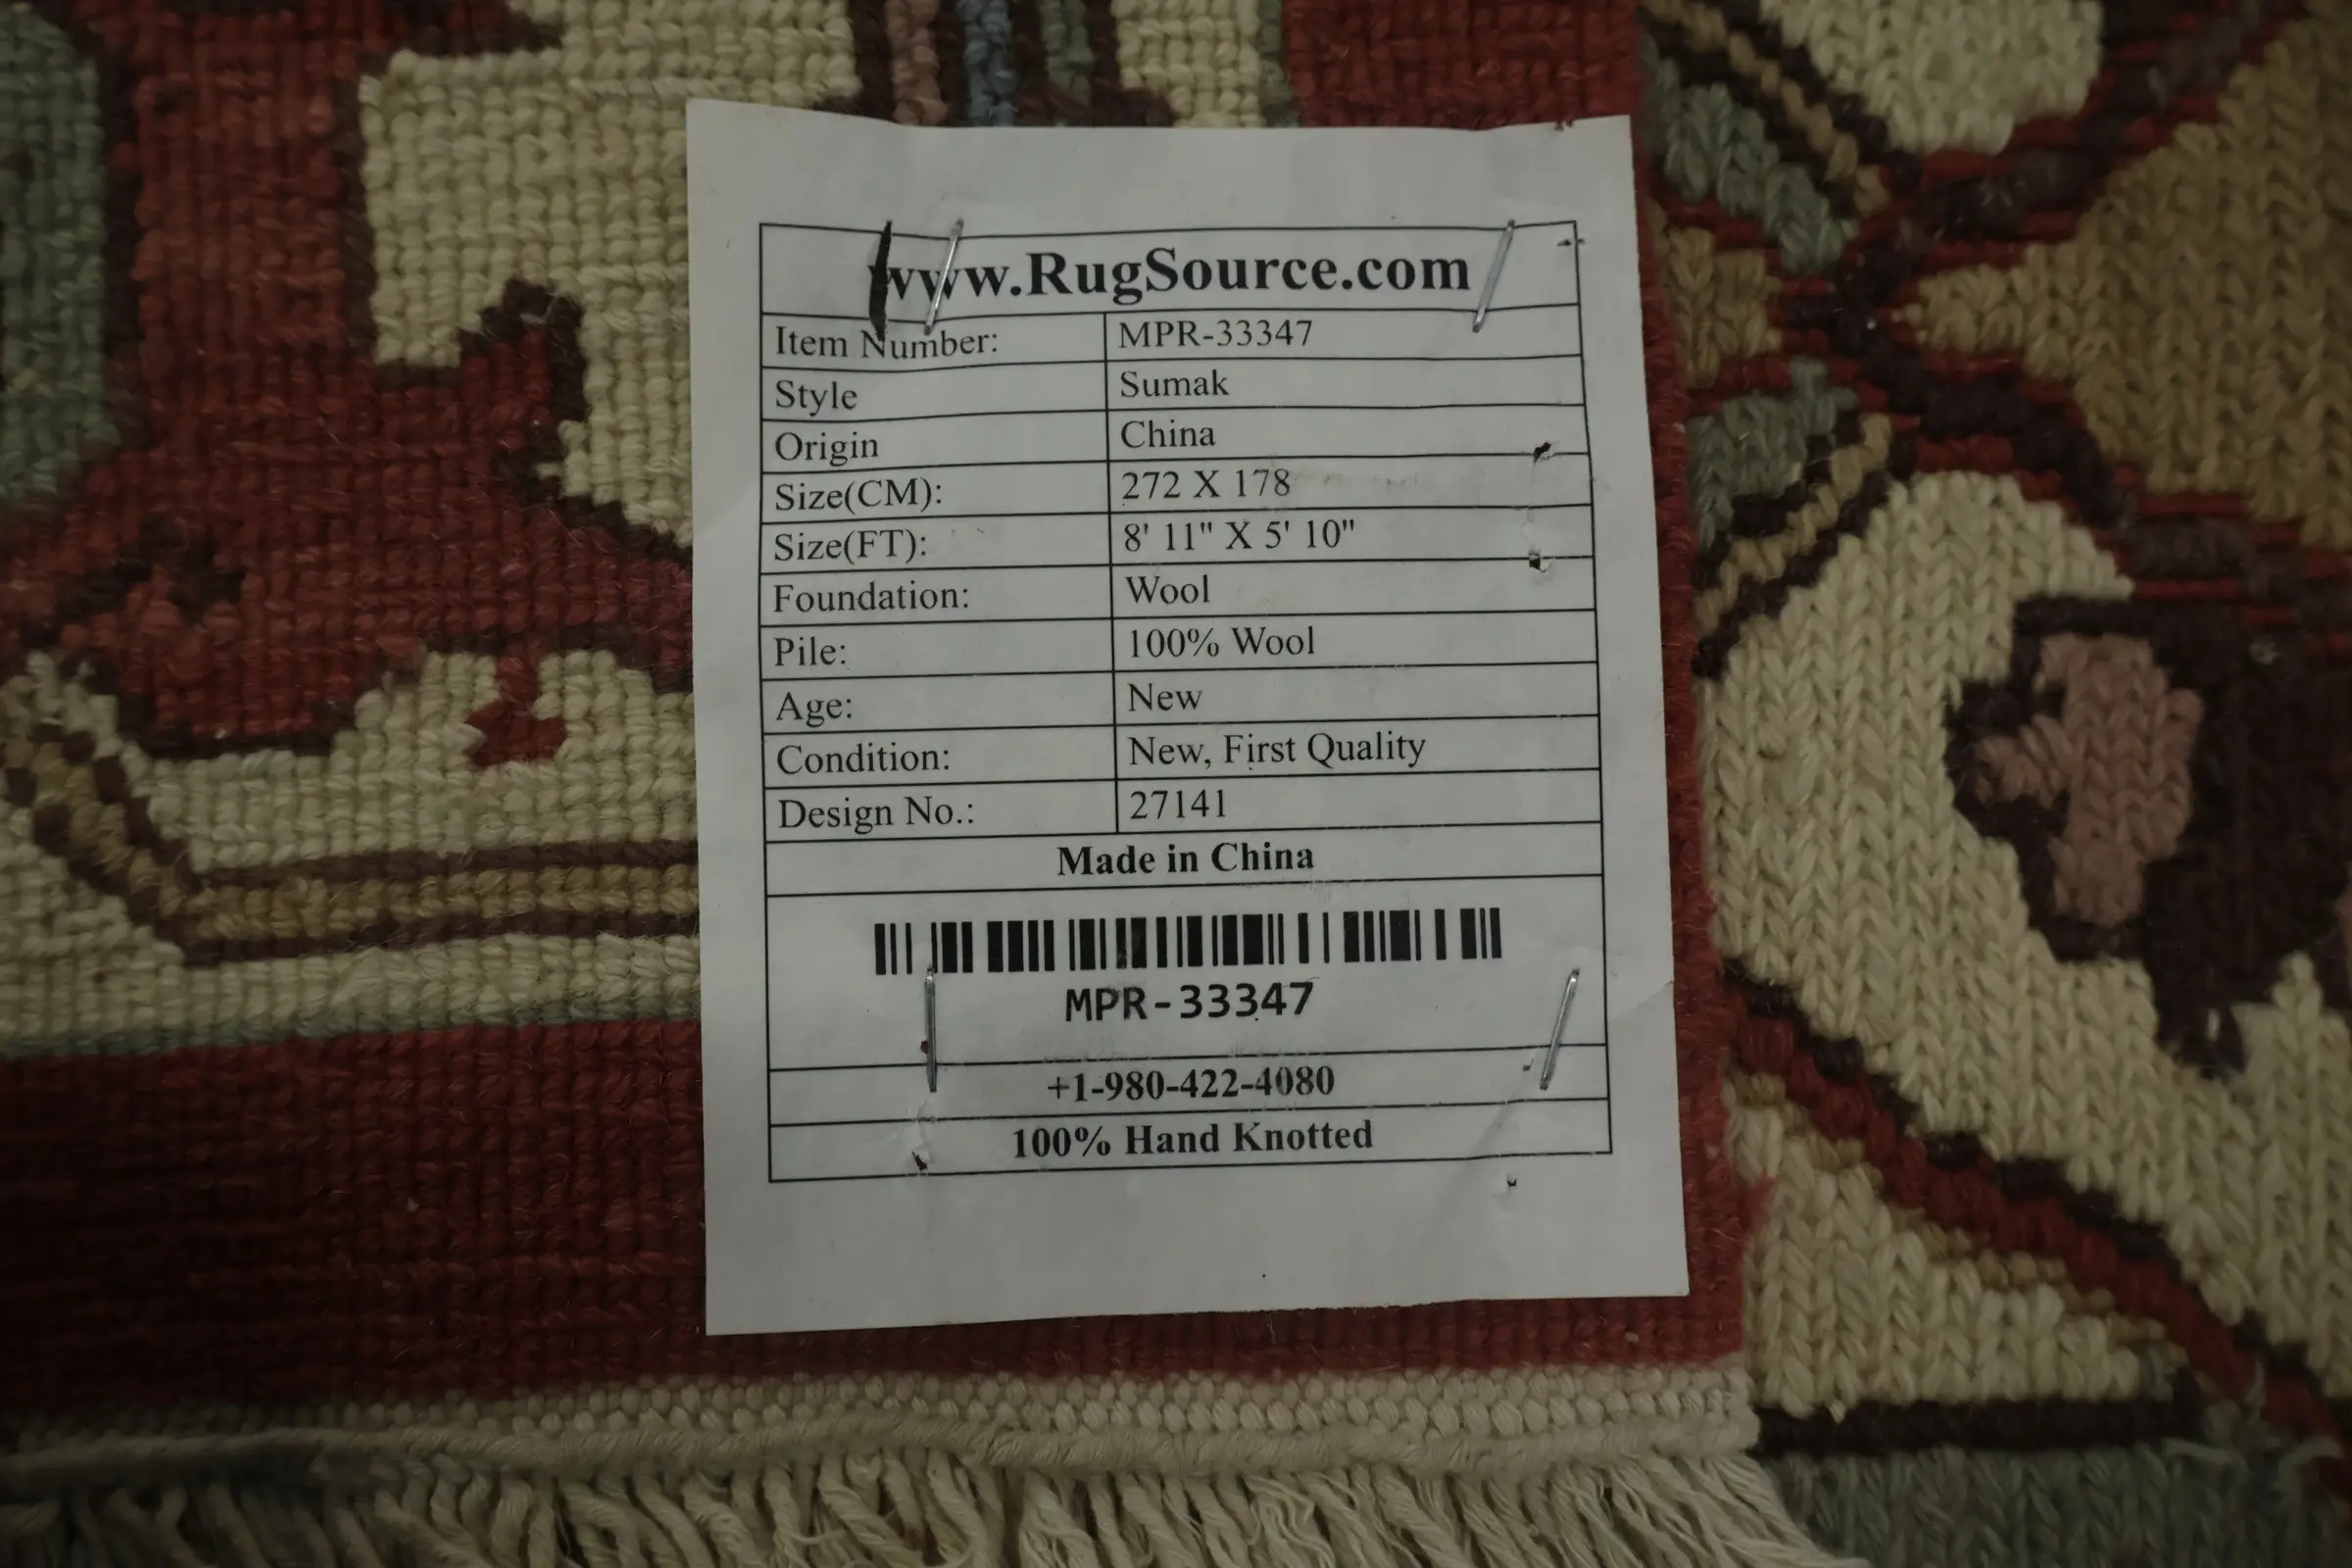 www.RugSource.com
Item Number: MPR-33347
Style Sumak
Origin China
Size(CM): 272 X 178
Size(FT): 8' 11" X 5' 10"
Foundation: Wool
Pile: 100% Wool
Age: New
Condition: New, First Quality
Design No.: 27141
Made in China
MPR-33347
+1-980-422-4080
100% Hand Knotted